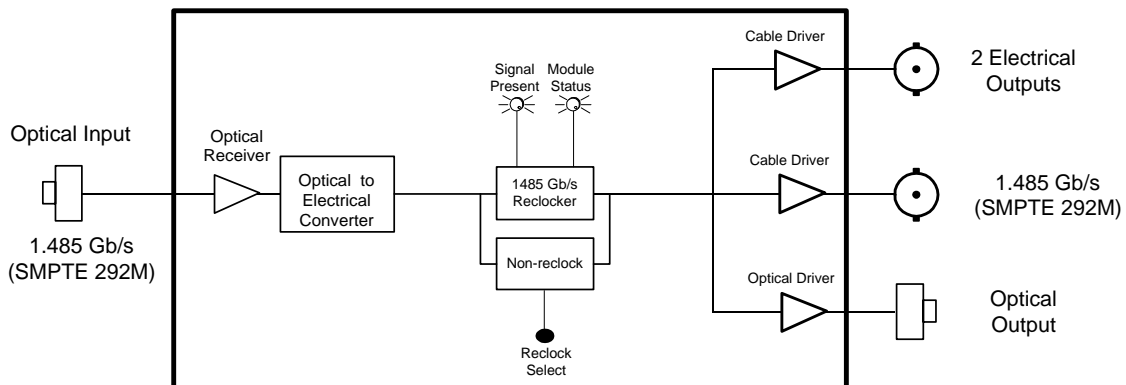 Cable Driver
2 Electrical
Outputs
Signal
Present
Module
Status
Optical Input
Optical
Receiver
Optical to
Electrical
Converter
1485 Gb/s
Reclocker
Cable Driver
1.485 Gb/s
(SMPTE 292M)
1.485 Gb/s
(SMPTE 292M)
Non-reclock
Optical Driver
Optical
Output
Reclock
Select